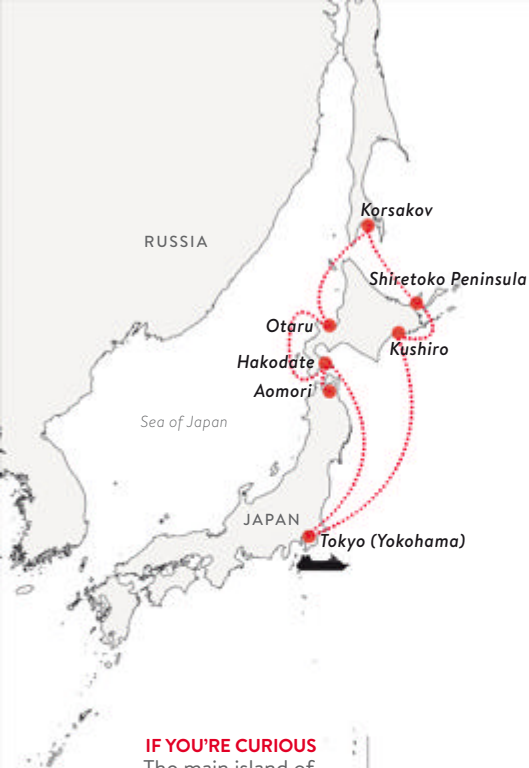 Korsakov
RUSSIA
Shiretoko Peninsula
Otaru
Kushiro
Hakodate
Aomori
Sea of Japan
JAPAN
Tokyo (Yokohama)
IF YOU'RE CURIOUS
The main island of